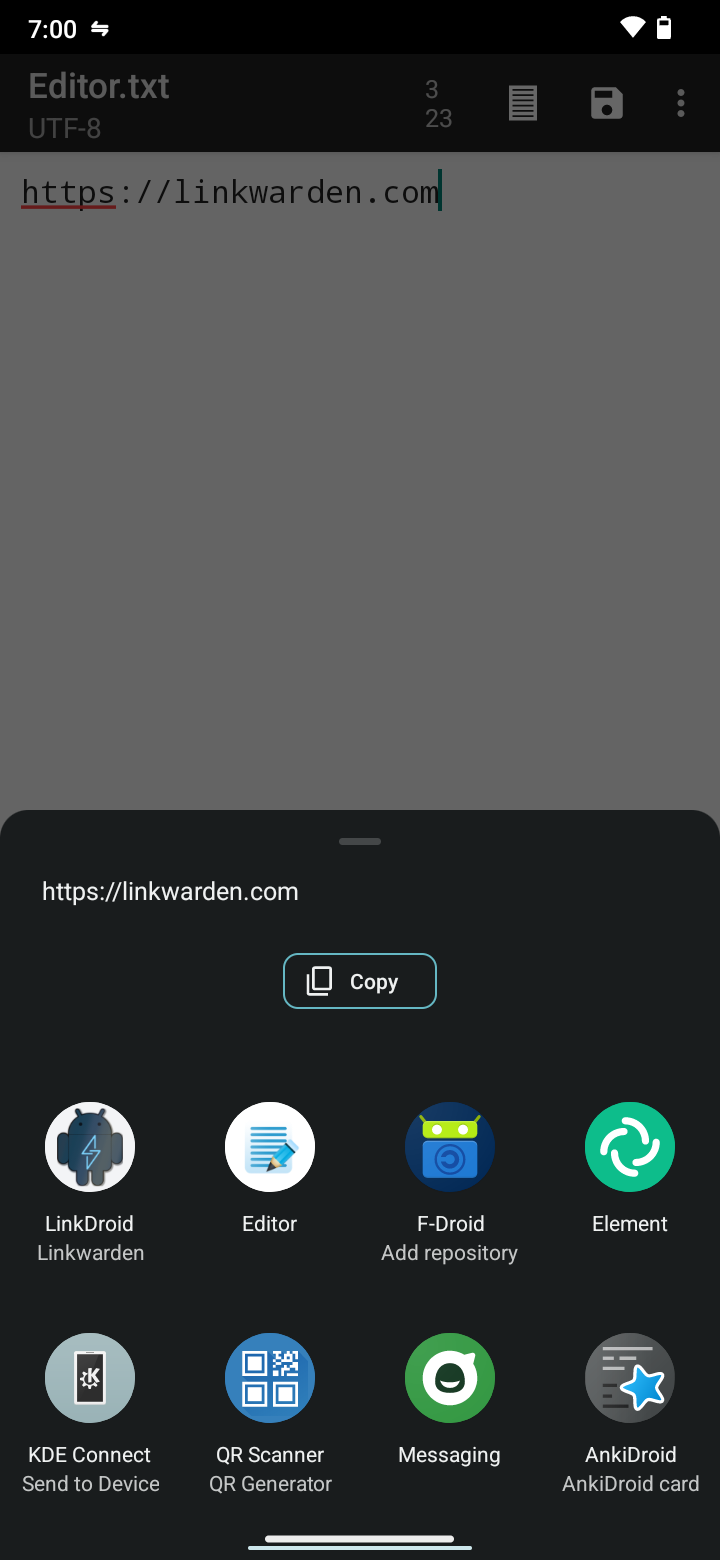 7:00
Editor.txt
UTF-8
3
23
https://linkwarden.com
https://linkwarden.com
Copy
LinkDroid
Linkwarden
Editor
F-Droid
Add repository
Element
KDE Connect
Send to Device
QR Scanner
QR Generator
Messaging
AnkiDroid
AnkiDroid card